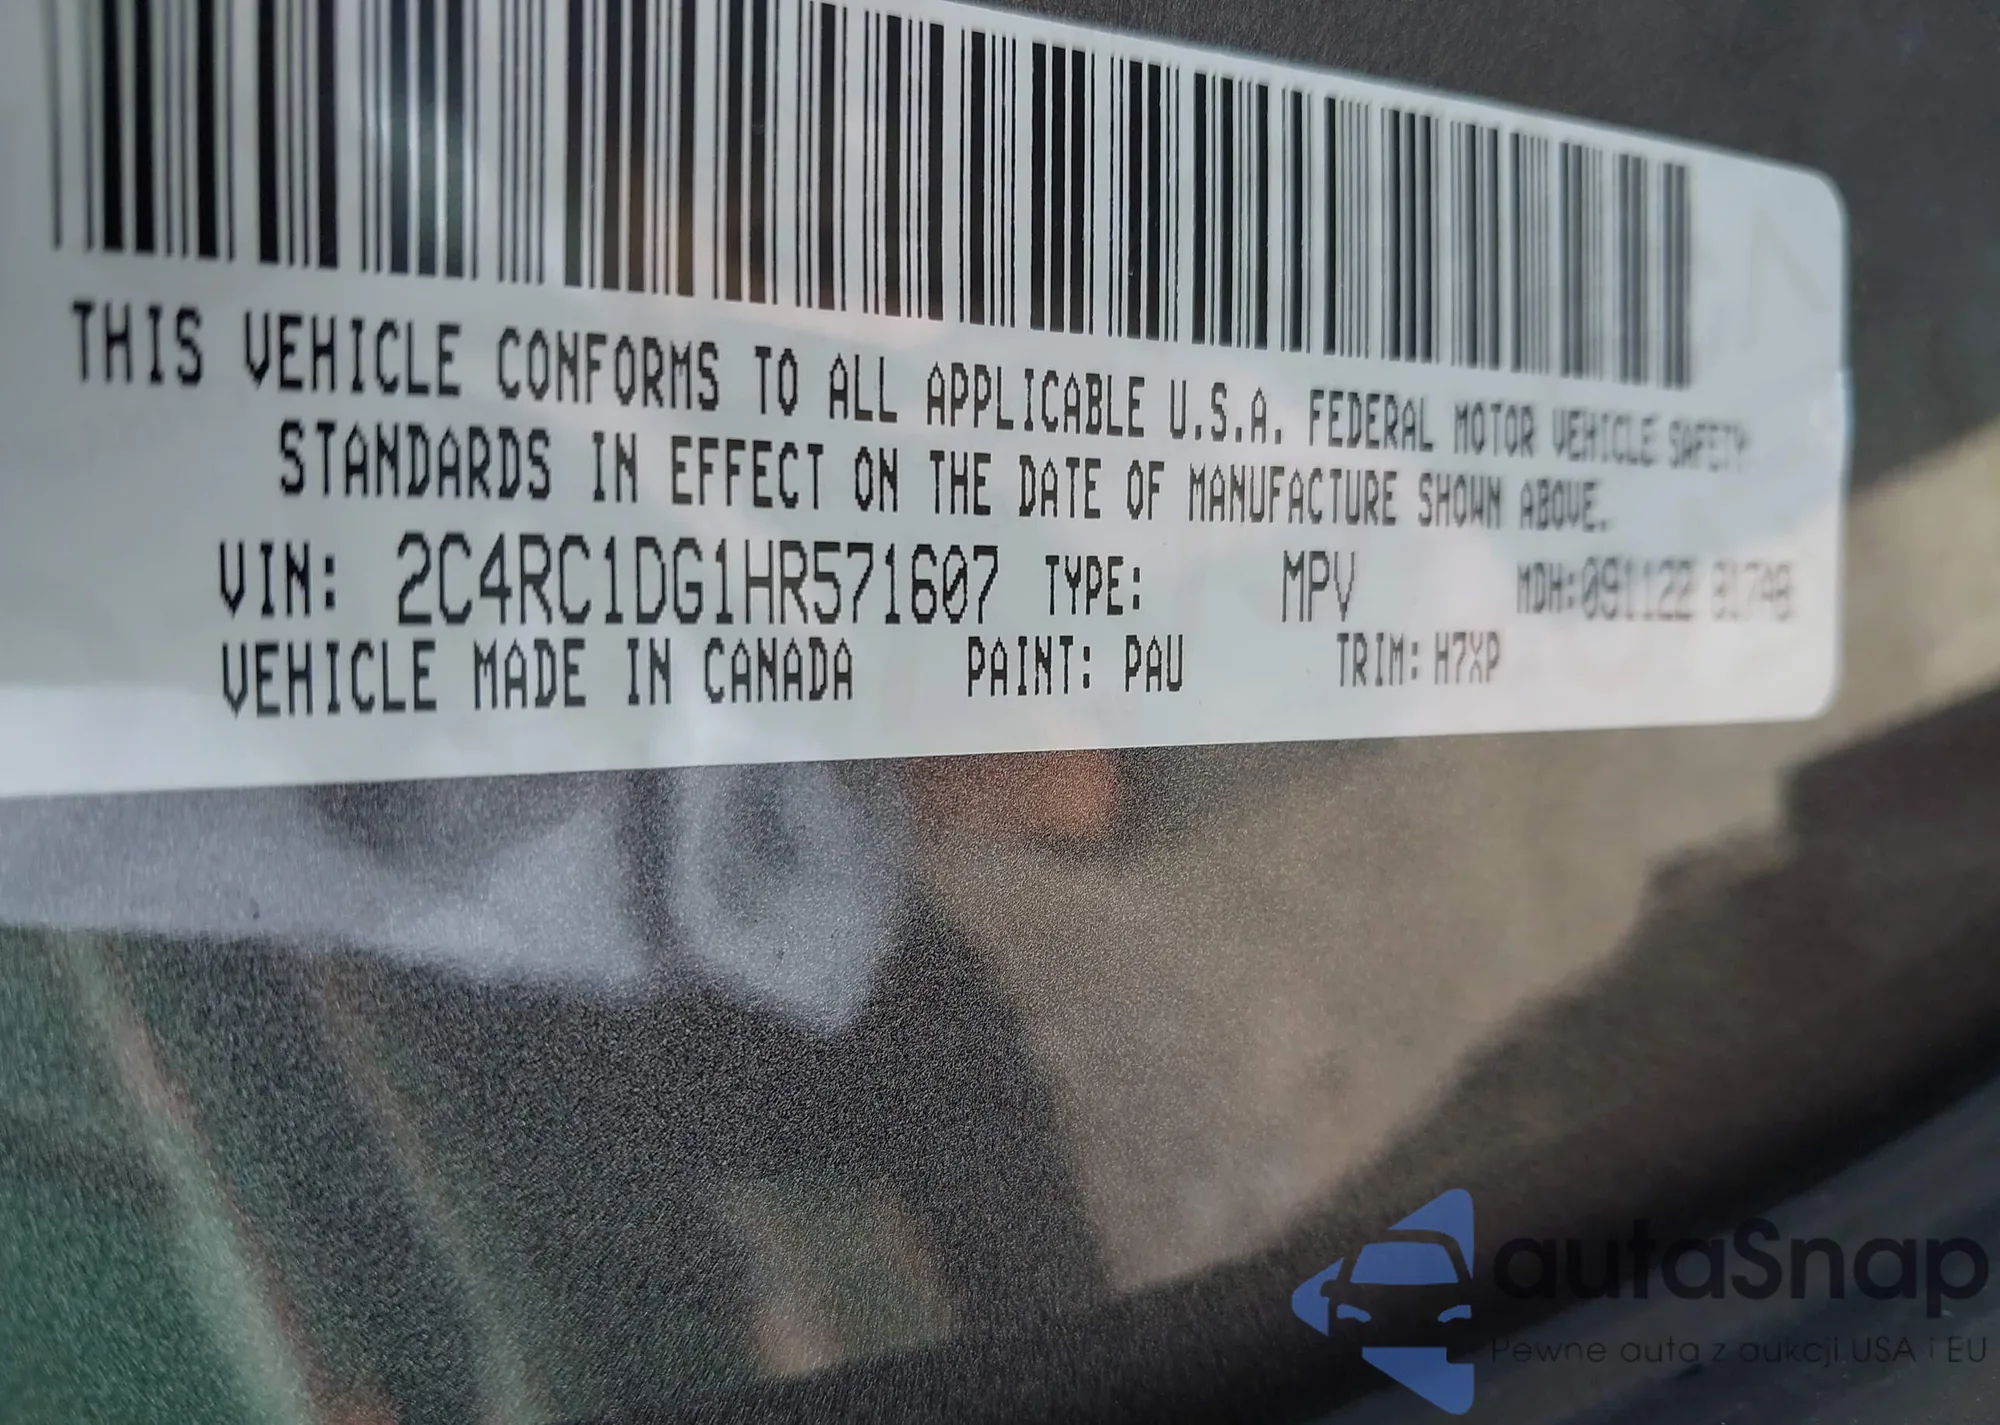 THIS VEHICLE CONFORMS TO ALL APPLICABLE U.S.A. FEDERAL MOTOR VEHICLE SAFETY
STANDARDS IN EFFECT ON THE DATE OF MANUFACTURE SHOWN ABOVE.
VIN: 2C4RC1DG1HR571607 TYPE: MPV MDH:
VEHICLE MADE IN CANADA PAINT: PAU TRIM: H7XP
autaSnap
Pewne auta z aukcji USA i EU